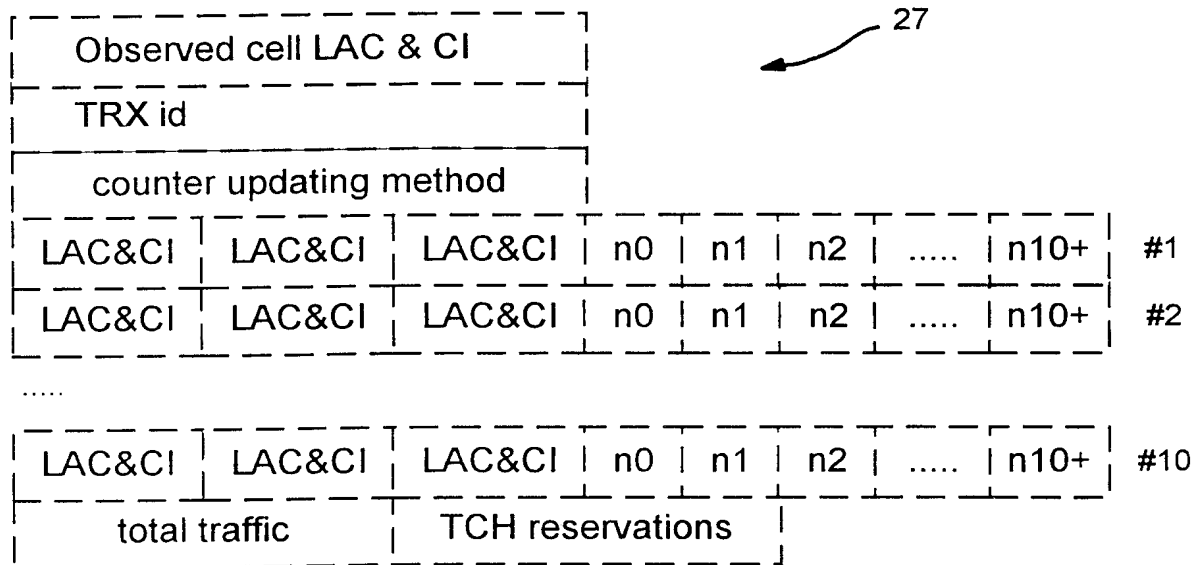 27
Observed cell LAC & CI
TRX id
counter updating method
LAC&CI LAC&CI LAC&CI n0 n1 n2 ..... n10+ #1
LAC&CI LAC&CI LAC&CI n0 n1 n2 ..... n10+ #2
.....
LAC&CI LAC&CI LAC&CI n0 n1 n2 ..... n10+ #10
total traffic TCH reservations